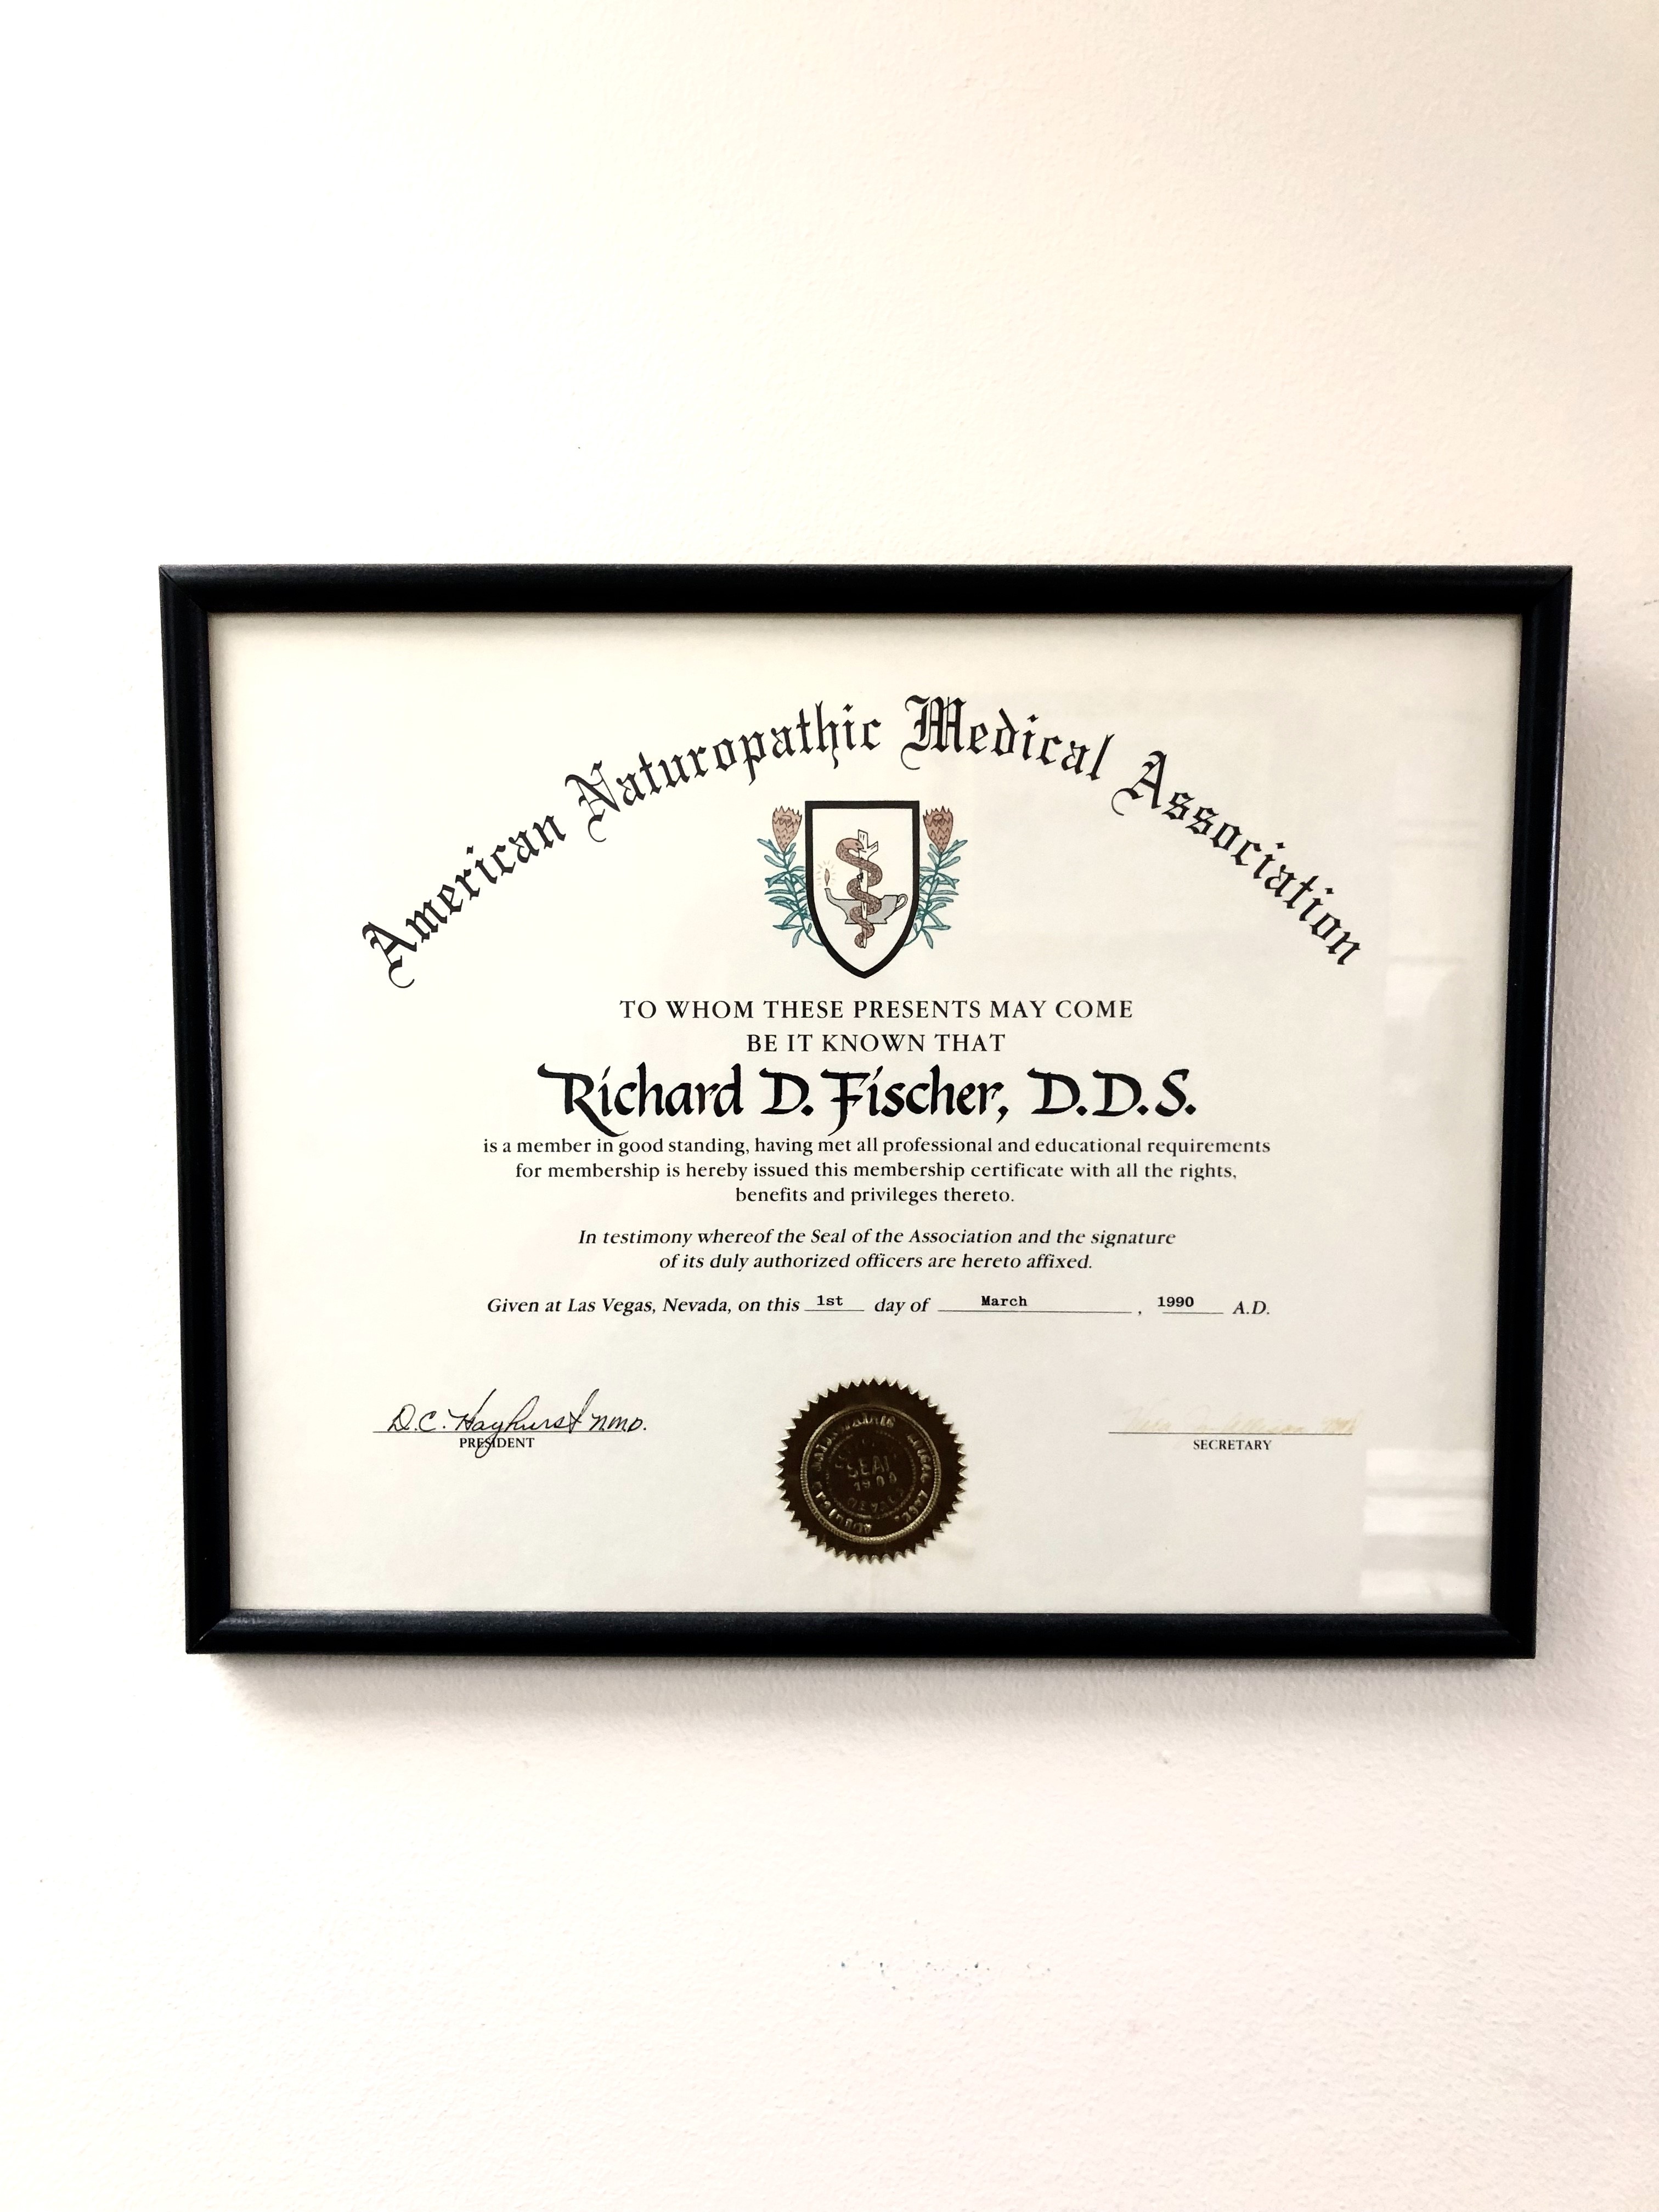 American Naturopathic Medical Association
TO WHOM THESE PRESENTS MAY COME
BE IT KNOWN THAT
Richard D. Fischer, D.D.S.
is a member in good standing, having met all professional and educational requirements
for membership is hereby issued this membership certificate with all the rights,
benefits and privileges thereto.
In testimony whereof the Seal of the Association and the signature
of its duly authorized officers are hereto affixed.
Given at Las Vegas, Nevada, on this 1st day of March, 1990 A.D.
D.C. Hayhurst N.M.D.
PRESIDENT
SEAL
SECRETARY